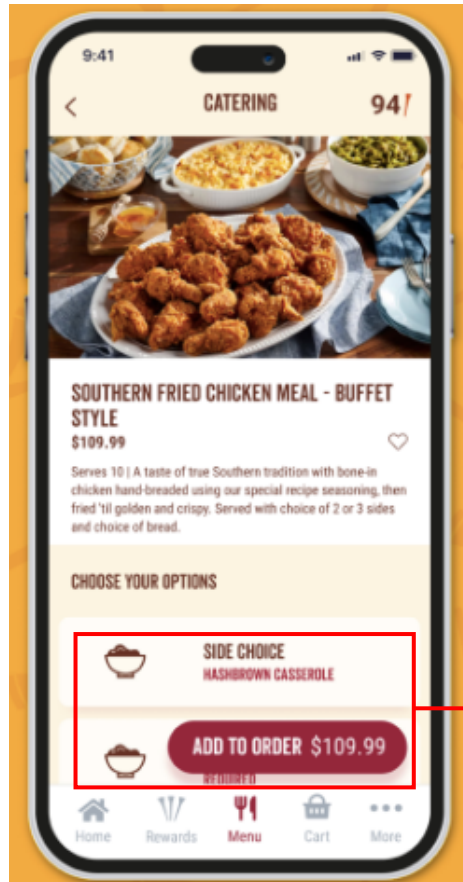 9:41
CATERING
94
SOUTHERN FRIED CHICKEN MEAL - BUFFET
STYLE
$109.99
Serves 10 | A taste of true Southern tradition with bone-in
chicken hand-breaded using our special recipe seasoning, then
fried 'til golden and crispy. Served with choice of 2 or 3 sides
and choice of bread.
CHOOSE YOUR OPTIONS
SIDE CHOICE
HASHBROWN CASSEROLE
ADD TO ORDER $109.99
REQUIRED
Home Rewards Menu Cart More